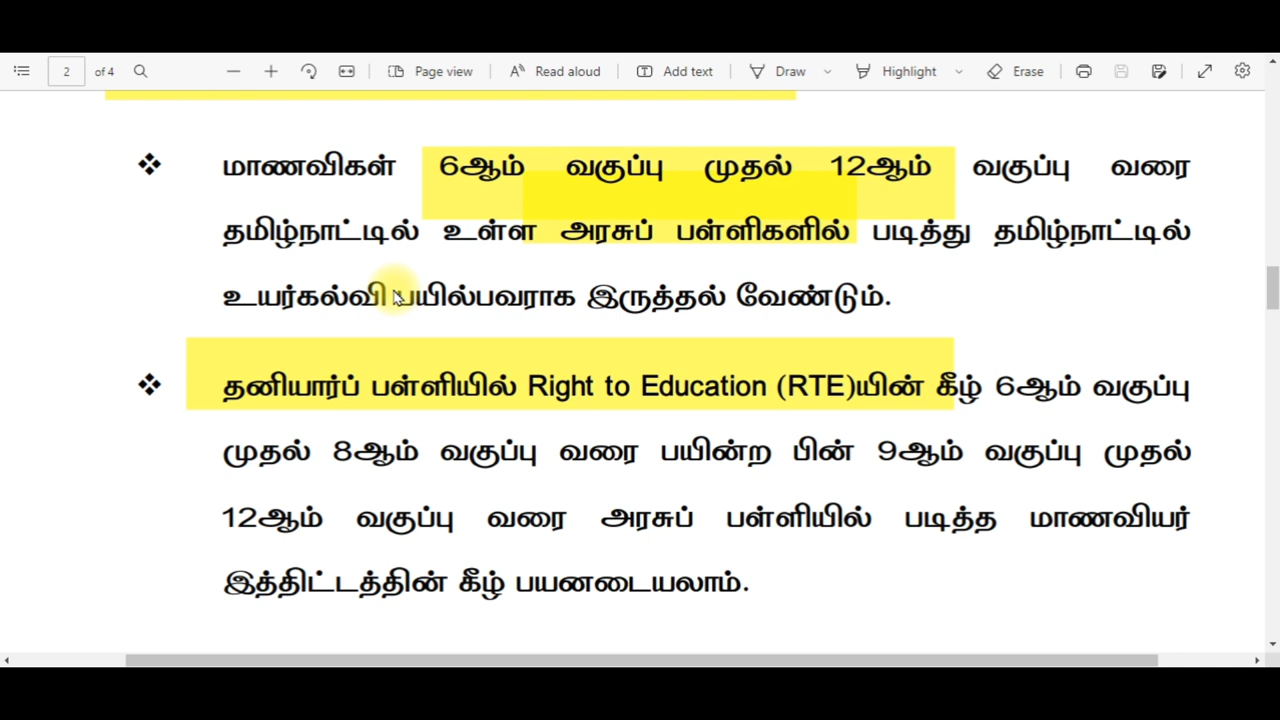 2 of 4 Page view Read aloud Add text Draw Highlight Erase
❖ மாணவிகள் 6ஆம் வகுப்பு முதல் 12ஆம் வகுப்பு வரை
தமிழ்நாட்டில் உள்ள அரசுப் பள்ளிகளில் படித்து தமிழ்நாட்டில்
உயர்கல்வி பயில்பவராக இருத்தல் வேண்டும்.
❖ தனியார்ப் பள்ளியில் Right to Education (RTE)யின் கீழ் 6ஆம் வகுப்பு
முதல் 8ஆம் வகுப்பு வரை பயின்ற பின் 9ஆம் வகுப்பு முதல்
12ஆம் வகுப்பு வரை அரசுப் பள்ளியில் படித்த மாணவியர்
இத்திட்டத்தின் கீழ் பயனடையலாம்.